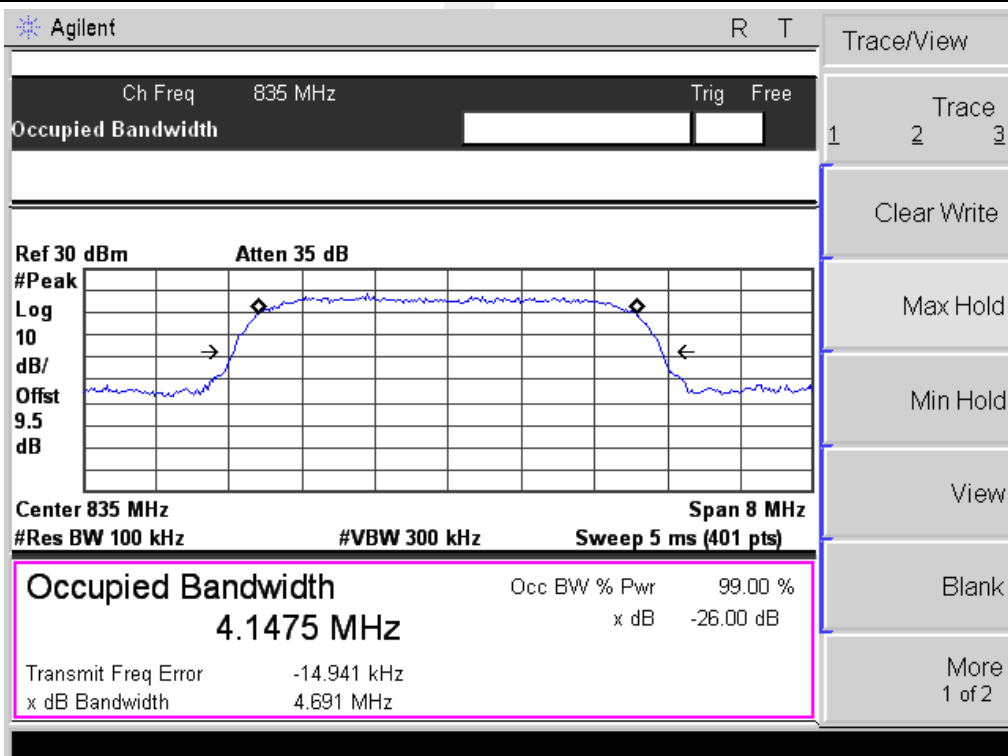 Agilent R T
Ch Freq 835 MHz Trig Free
Occupied Bandwidth
Ref 30 dBm Atten 35 dB
#Peak
Log
10
dB/
Offst
9.5
dB
Center 835 MHz Span 8 MHz
#Res BW 100 kHz #VBW 300 kHz Sweep 5 ms (401 pts)
Occupied Bandwidth
4.1475 MHz
Occ BW % Pwr 99.00 %
x dB -26.00 dB
Transmit Freq Error -14.941 kHz
x dB Bandwidth 4.691 MHz
Trace/View
Trace
1 2 3
Clear Write
Max Hold
Min Hold
View
Blank
More
1 of 2